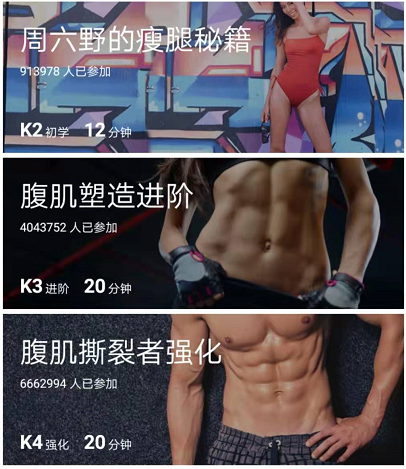 周六野的瘦腿秘籍
913978 人已参加
K2 初学 12 分钟
腹肌塑造进阶
4043752 人已参加
K3 进阶 20 分钟
腹肌撕裂者强化
6662994 人已参加
K4 强化 20 分钟